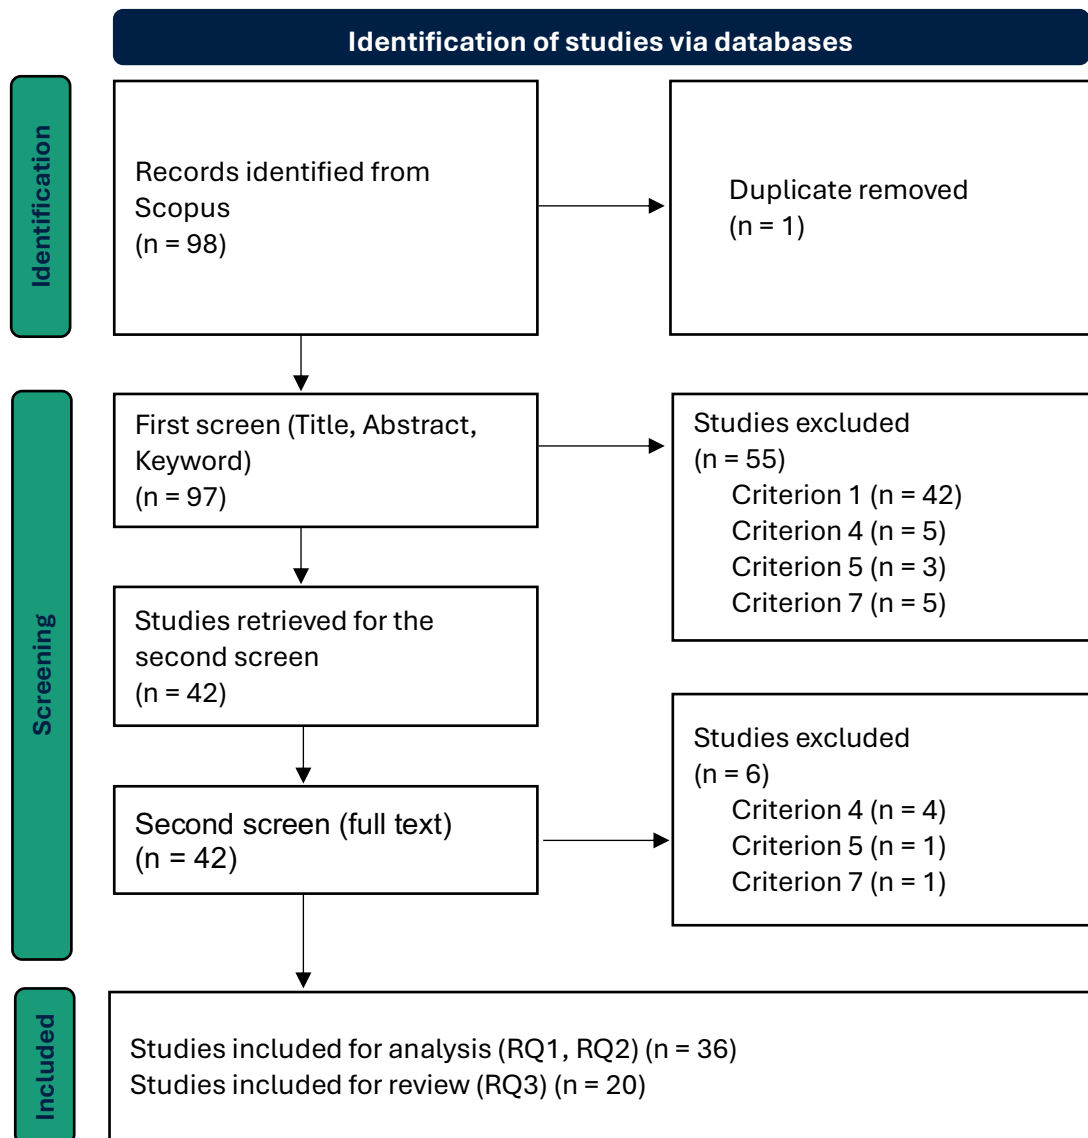 Identification of studies via databases
Identification
Records identified from
Scopus
(n = 98)
Duplicate removed
(n = 1)
Screening
First screen (Title, Abstract,
Keyword)
(n = 97)
Studies excluded
(n = 55)
Criterion 1 (n = 42)
Criterion 4 (n = 5)
Criterion 5 (n = 3)
Criterion 7 (n = 5)
Studies retrieved for the
second screen
(n = 42)
Second screen (full text)
(n = 42)
Studies excluded
(n = 6)
Criterion 4 (n = 4)
Criterion 5 (n = 1)
Criterion 7 (n = 1)
Included
Studies included for analysis (RQ1, RQ2) (n = 36)
Studies included for review (RQ3) (n = 20)